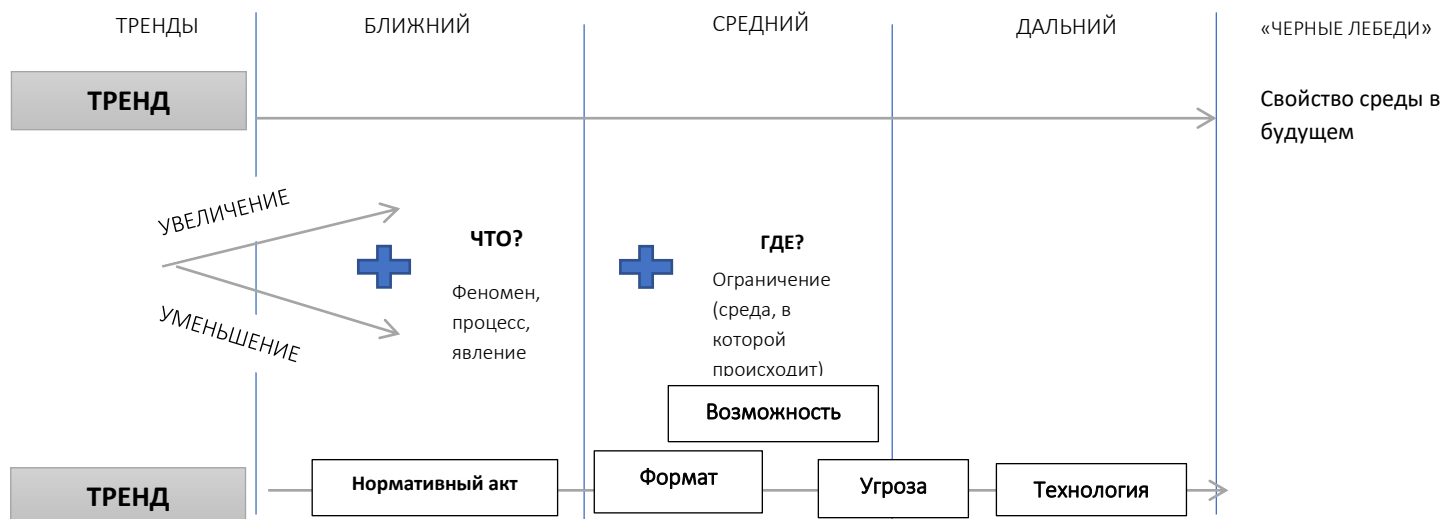 ТРЕНДЫ
БЛИЖНИЙ
СРЕДНИЙ
ДАЛЬНИЙ
«ЧЕРНЫЕ ЛЕБЕДИ»
ТРЕНД
Свойство среды в
будущем
УВЕЛИЧЕНИЕ
УМЕНЬШЕНИЕ
ЧТО?
Феномен,
процесс,
явление
ГДЕ?
Ограничение
(среда, в
которой
происходит)
Возможность
ТРЕНД
Нормативный акт
Формат
Угроза
Технология